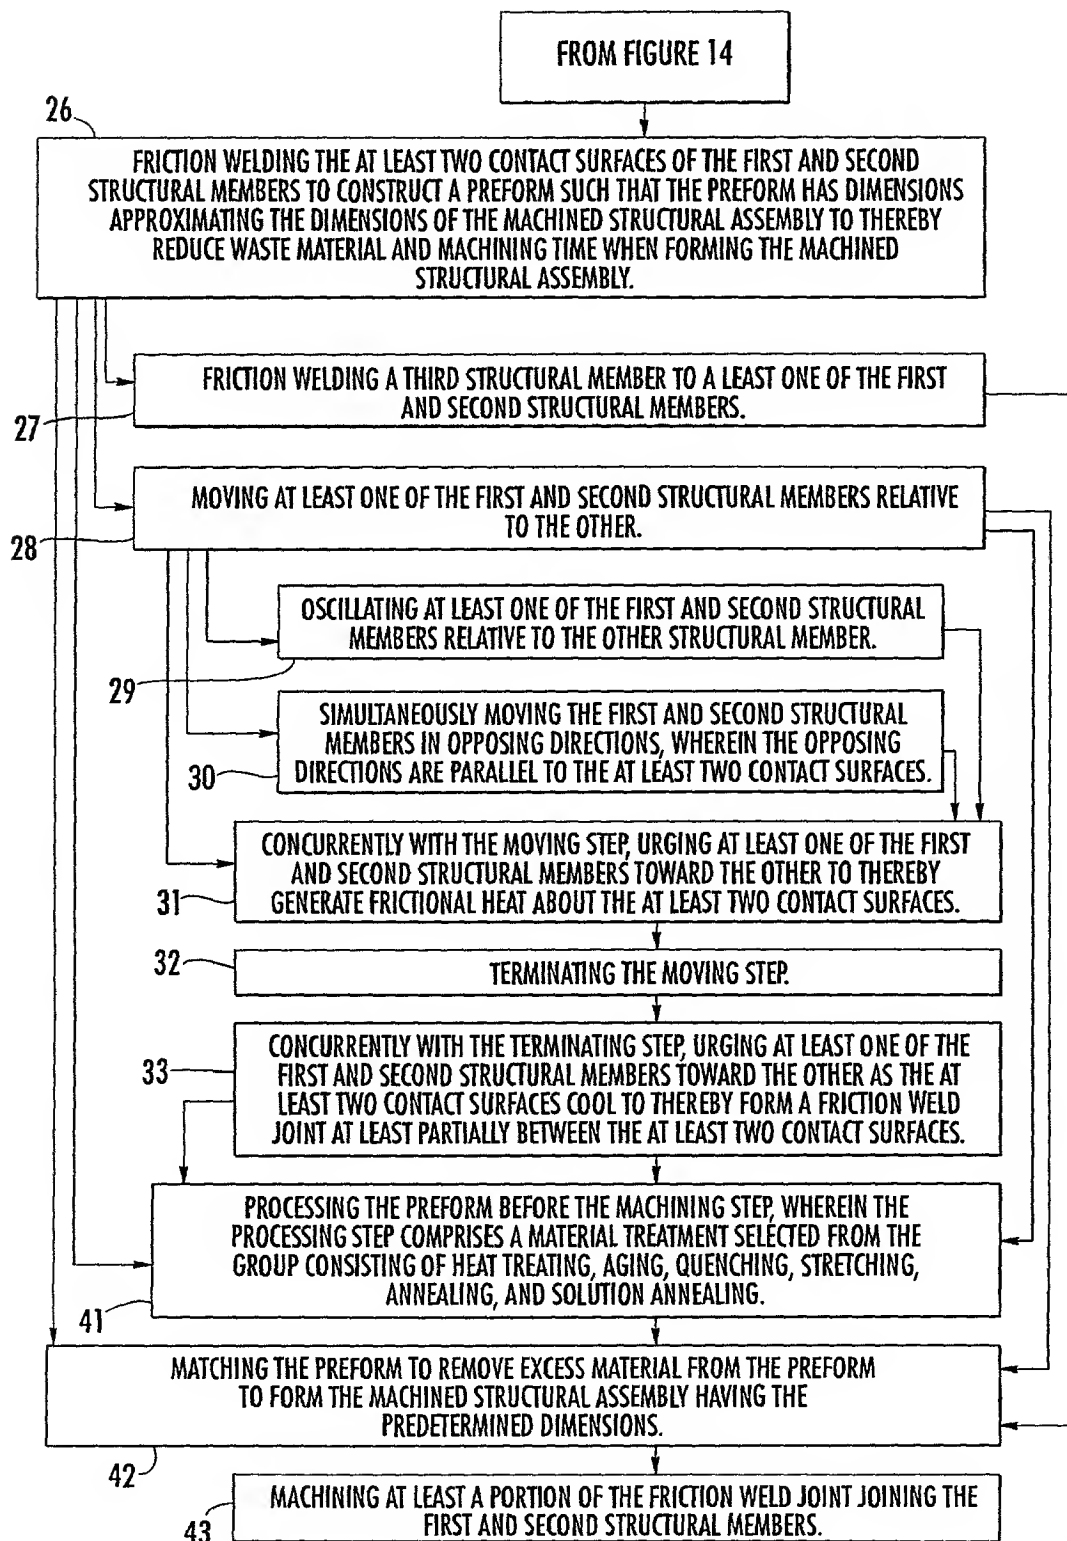 FROM FIGURE 14
26
FRICTION WELDING THE AT LEAST TWO CONTACT SURFACES OF THE FIRST AND SECOND
STRUCTURAL MEMBERS TO CONSTRUCT A PREFORM SUCH THAT THE PREFORM HAS DIMENSIONS
APPROXIMATING THE DIMENSIONS OF THE MACHINED STRUCTURAL ASSEMBLY TO THEREBY
REDUCE WASTE MATERIAL AND MACHINING TIME WHEN FORMING THE MACHINED
STRUCTURAL ASSEMBLY.
FRICTION WELDING A THIRD STRUCTURAL MEMBER TO A LEAST ONE OF THE FIRST
AND SECOND STRUCTURAL MEMBERS.
27
MOVING AT LEAST ONE OF THE FIRST AND SECOND STRUCTURAL MEMBERS RELATIVE
TO THE OTHER.
28
OSCILLATING AT LEAST ONE OF THE FIRST AND SECOND STRUCTURAL
MEMBERS RELATIVE TO THE OTHER STRUCTURAL MEMBER.
29
SIMULTANEOUSLY MOVING THE FIRST AND SECOND STRUCTURAL
MEMBERS IN OPPOSING DIRECTIONS, WHEREIN THE OPPOSING
DIRECTIONS ARE PARALLEL TO THE AT LEAST TWO CONTACT SURFACES.
30
CONCURRENTLY WITH THE MOVING STEP, URGING AT LEAST ONE OF THE FIRST
AND SECOND STRUCTURAL MEMBERS TOWARD THE OTHER TO THEREBY
GENERATE FRICTIONAL HEAT ABOUT THE AT LEAST TWO CONTACT SURFACES.
31
32
TERMINATING THE MOVING STEP.
CONCURRENTLY WITH THE TERMINATING STEP, URGING AT LEAST ONE OF THE
FIRST AND SECOND STRUCTURAL MEMBERS TOWARD THE OTHER AS THE AT
LEAST TWO CONTACT SURFACES COOL TO THEREBY FORM A FRICTION WELD
JOINT AT LEAST PARTIALLY BETWEEN THE AT LEAST TWO CONTACT SURFACES.
33
PROCESSING THE PREFORM BEFORE THE MACHINING STEP, WHEREIN THE
PROCESSING STEP COMPRISES A MATERIAL TREATMENT SELECTED FROM THE
GROUP CONSISTING OF HEAT TREATING, AGING, QUENCHING, STRETCHING,
ANNEALING, AND SOLUTION ANNEALING.
41
MATCHING THE PREFORM TO REMOVE EXCESS MATERIAL FROM THE PREFORM
TO FORM THE MACHINED STRUCTURAL ASSEMBLY HAVING THE
PREDETERMINED DIMENSIONS.
42
MACHINING AT LEAST A PORTION OF THE FRICTION WELD JOINT JOINING THE
FIRST AND SECOND STRUCTURAL MEMBERS.
43